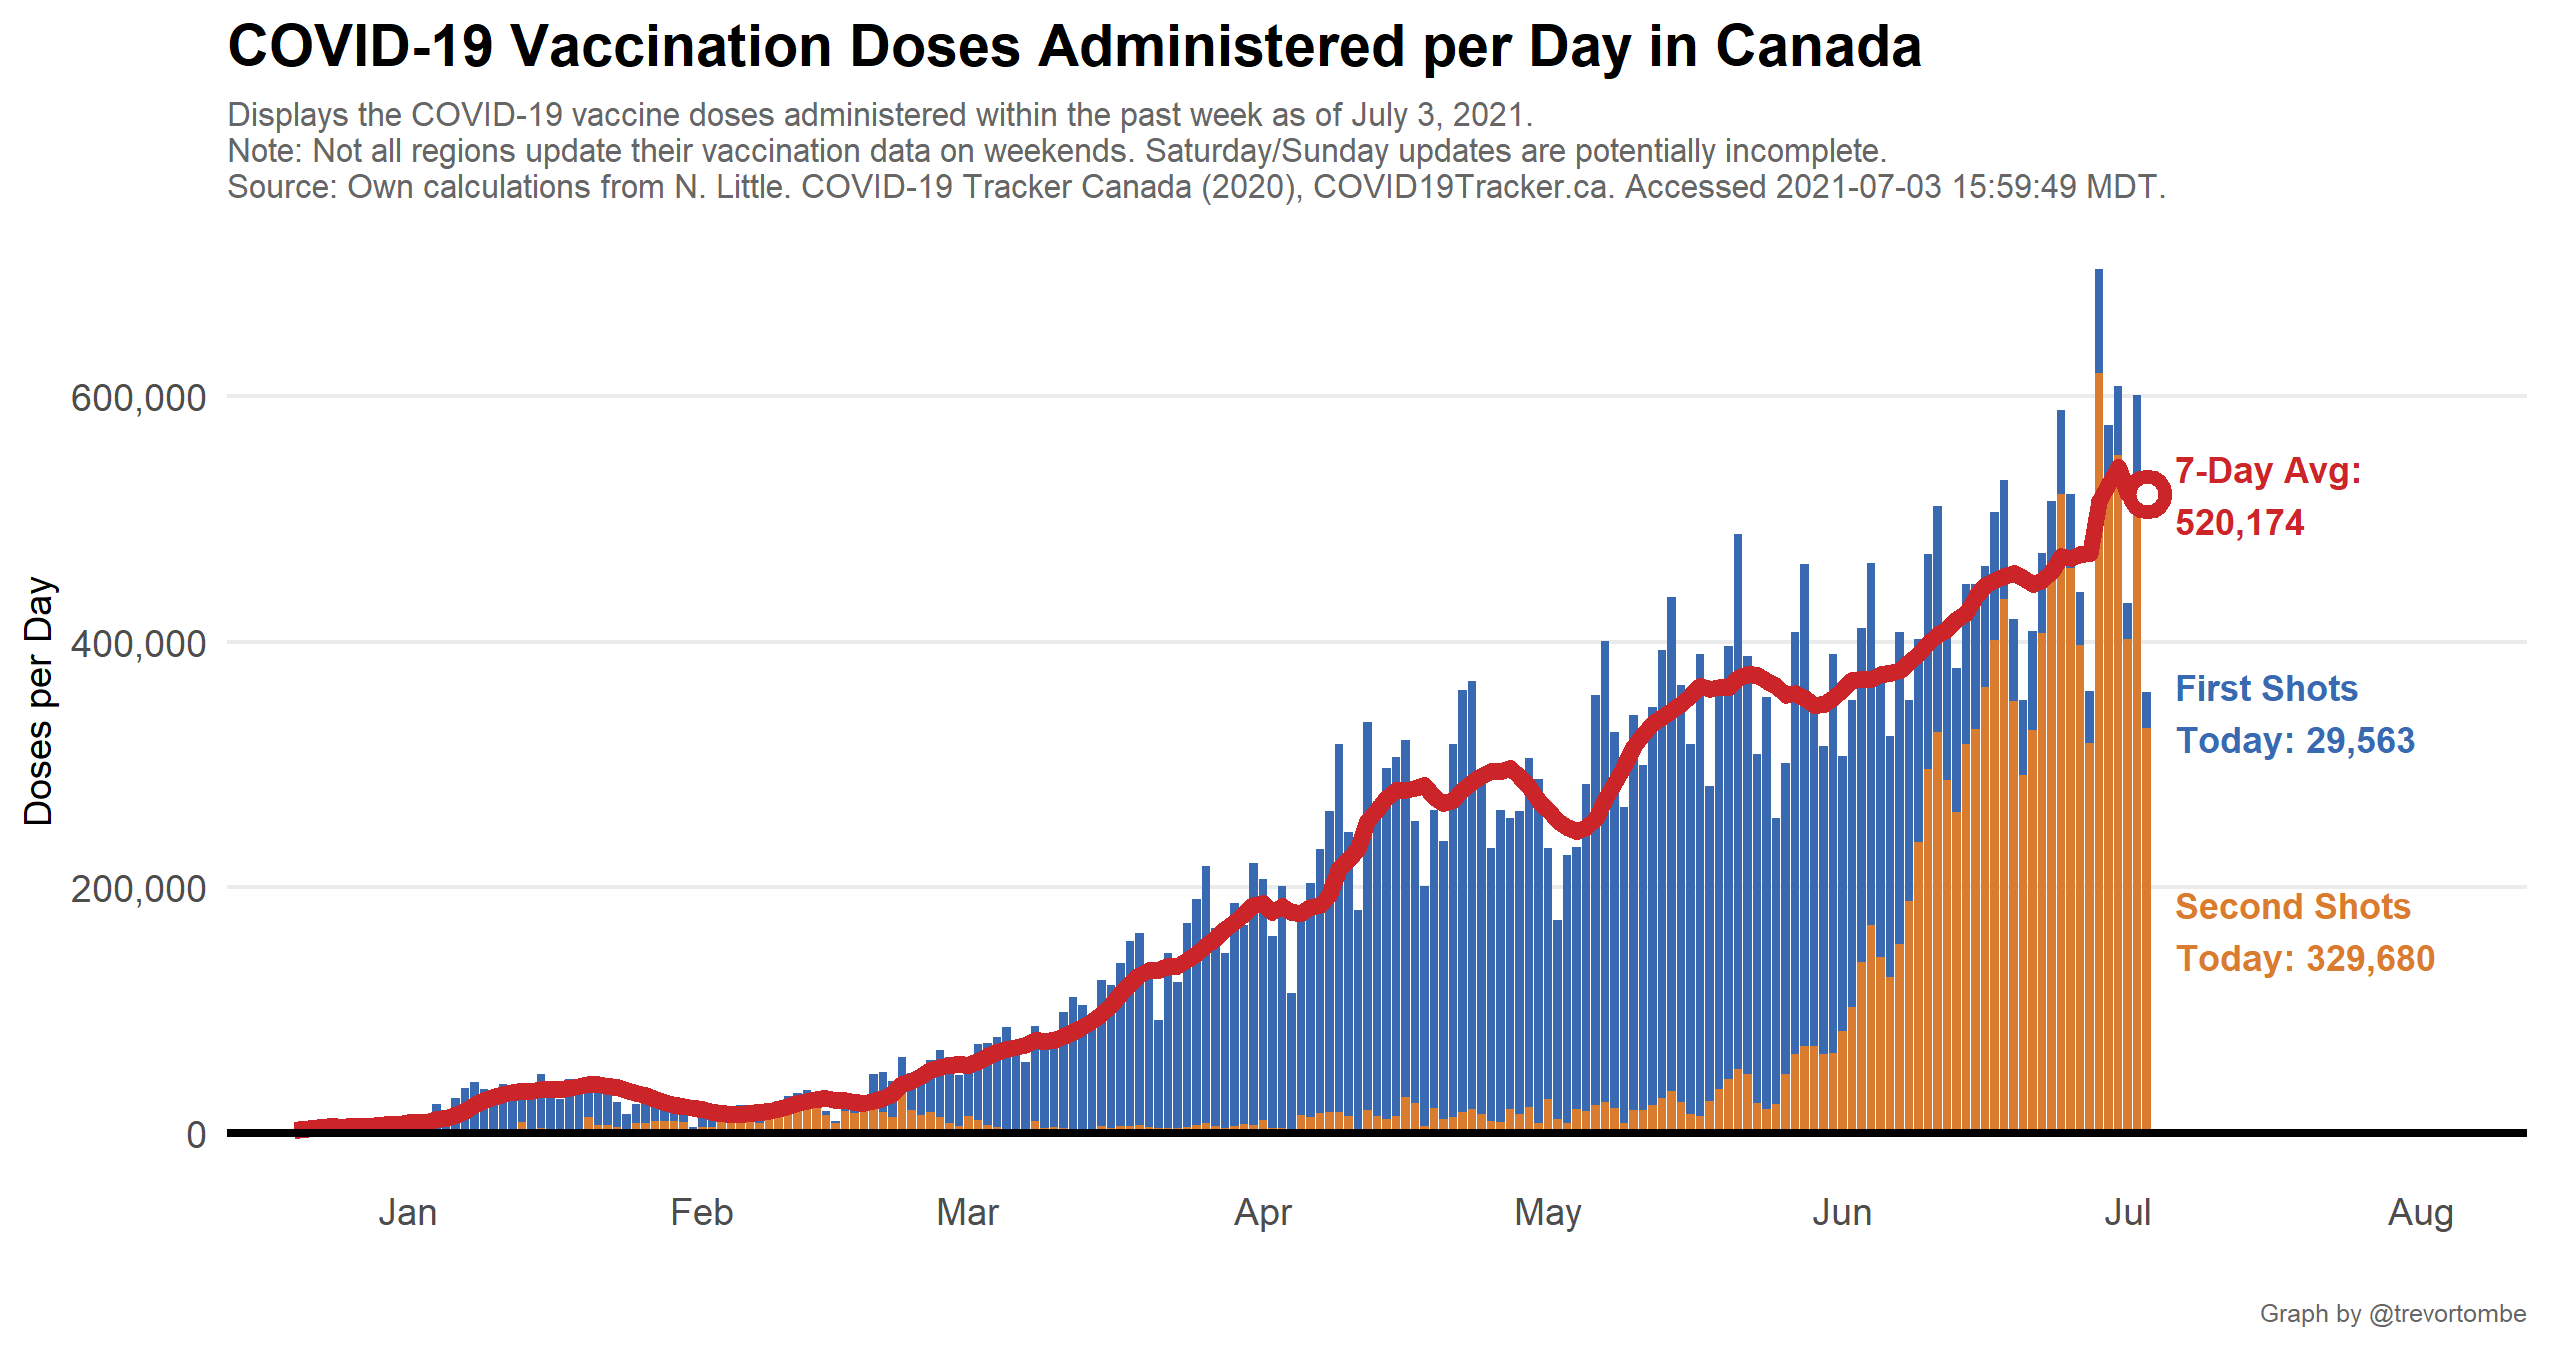 COVID-19 Vaccination Doses Administered per Day in Canada
Displays the COVID-19 vaccine doses administered within the past week as of July 3, 2021.
Note: Not all regions update their vaccination data on weekends. Saturday/Sunday updates are potentially incomplete.
Source: Own calculations from N. Little. COVID-19 Tracker Canada (2020), COVID19Tracker.ca. Accessed 2021-07-03 15:59:49 MDT.
Doses per Day
600,000
400,000
200,000
0
7-Day Avg:
520,174
First Shots
Today: 29,563
Second Shots
Today: 329,680
Jan Feb Mar Apr May Jun Jul Aug
Graph by @trevortombe